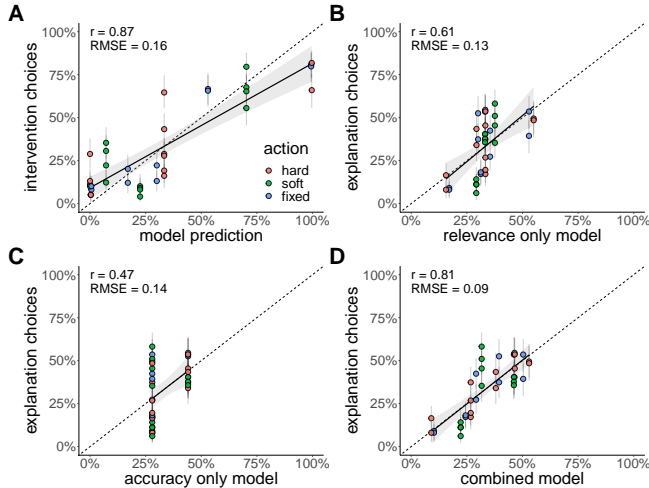 A
r = 0.87
RMSE = 0.16
100%
75%
50%
25%
0%
intervention choices
action
hard
soft
fixed
0% 25% 50% 75% 100%
model prediction
B
r = 0.61
RMSE = 0.13
100%
75%
50%
25%
0%
explanation choices
0% 25% 50% 75% 100%
relevance only model
C
r = 0.47
RMSE = 0.14
100%
75%
50%
25%
0%
explanation choices
0% 25% 50% 75% 100%
accuracy only model
D
r = 0.81
RMSE = 0.09
100%
75%
50%
25%
0%
explanation choices
0% 25% 50% 75% 100%
combined model